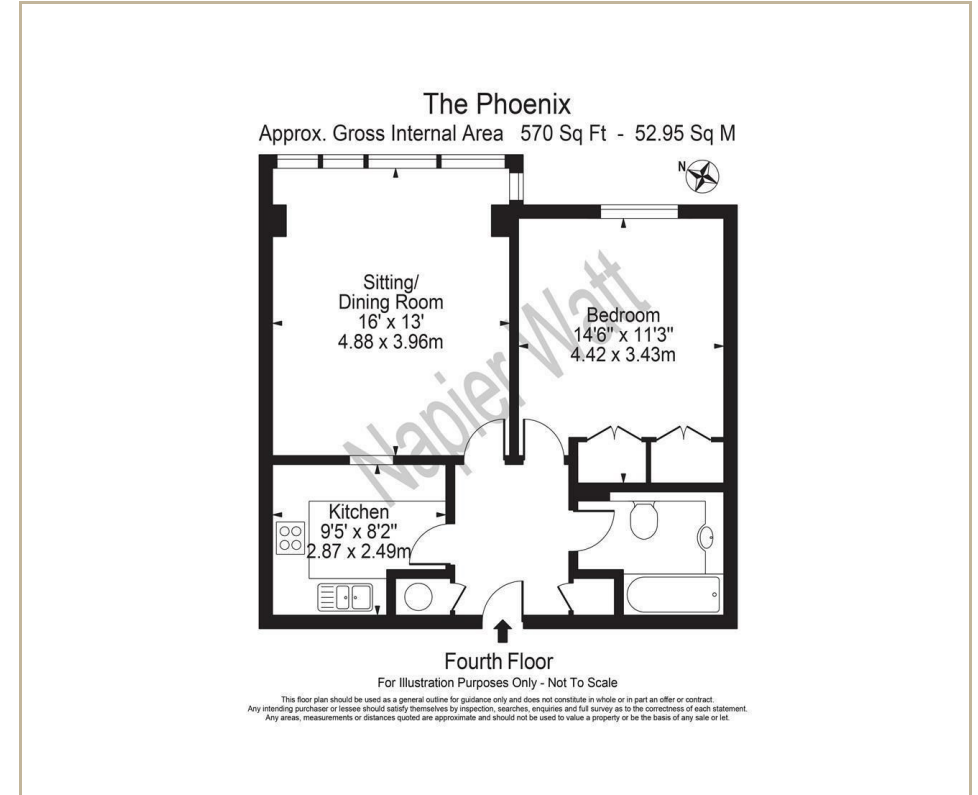 The Phoenix
Approx. Gross Internal Area 570 Sq Ft - 52.95 Sq M
N
Sitting/
Dining Room
16' x 13'
4.88 x 3.96m
Bedroom
14'6" x 11'3"
4.42 x 3.43m
Napier Watt
Kitchen
9'5' x 8'2"
2.87 x 2.49m
Fourth Floor
For Illustration Purposes Only - Not To Scale
This floor plan should be used as a general outline for guidance only and does not constitute in whole or in part an offer or contract.
Any intending purchaser or lessee should satisfy themselves by inspection, searches, enquiries and full survey as to the correctness of each statement.
Any areas, measurements or distances quoted are approximate and should not be used to value a property or be the basis of any sale or let.